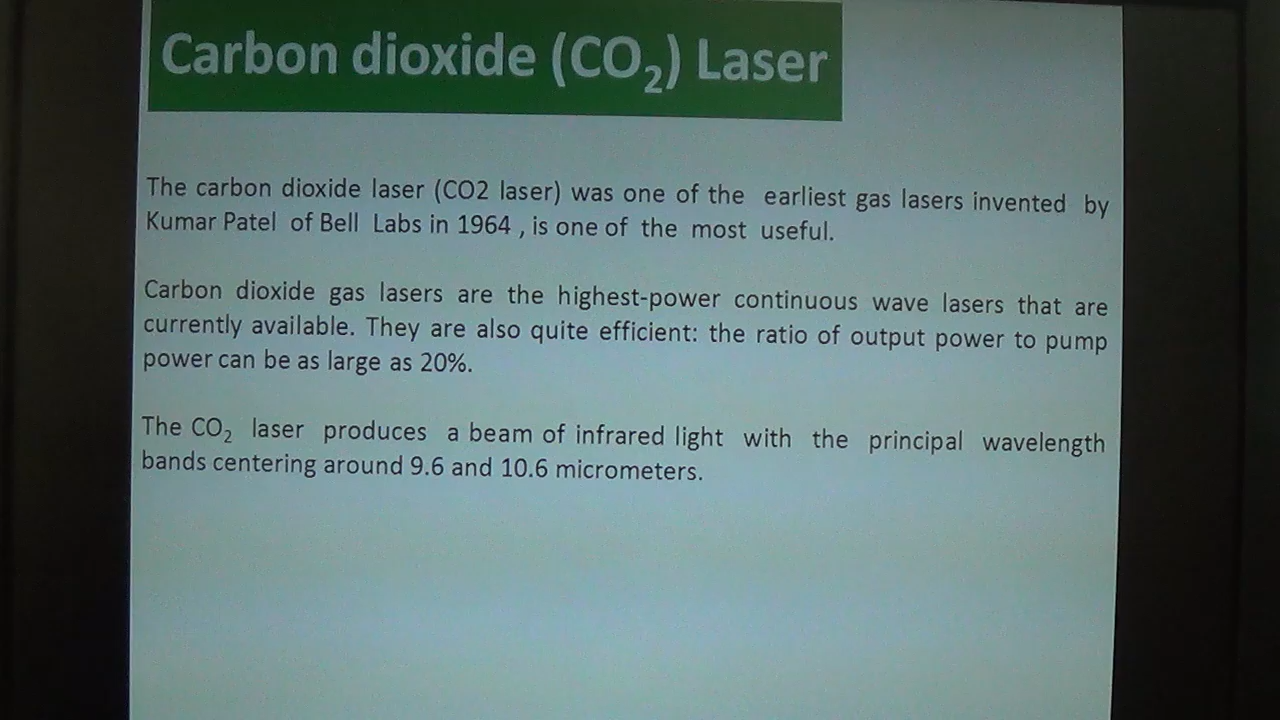 Carbon dioxide (CO₂) Laser
The carbon dioxide laser (CO2 laser) was one of the earliest gas lasers invented by
Kumar Patel of Bell Labs in 1964 , is one of the most useful.
Carbon dioxide gas lasers are the highest-power continuous wave lasers that are
currently available. They are also quite efficient: the ratio of output power to pump
power can be as large as 20%.
The CO₂ laser produces a beam of infrared light with the principal wavelength
bands centering around 9.6 and 10.6 micrometers.